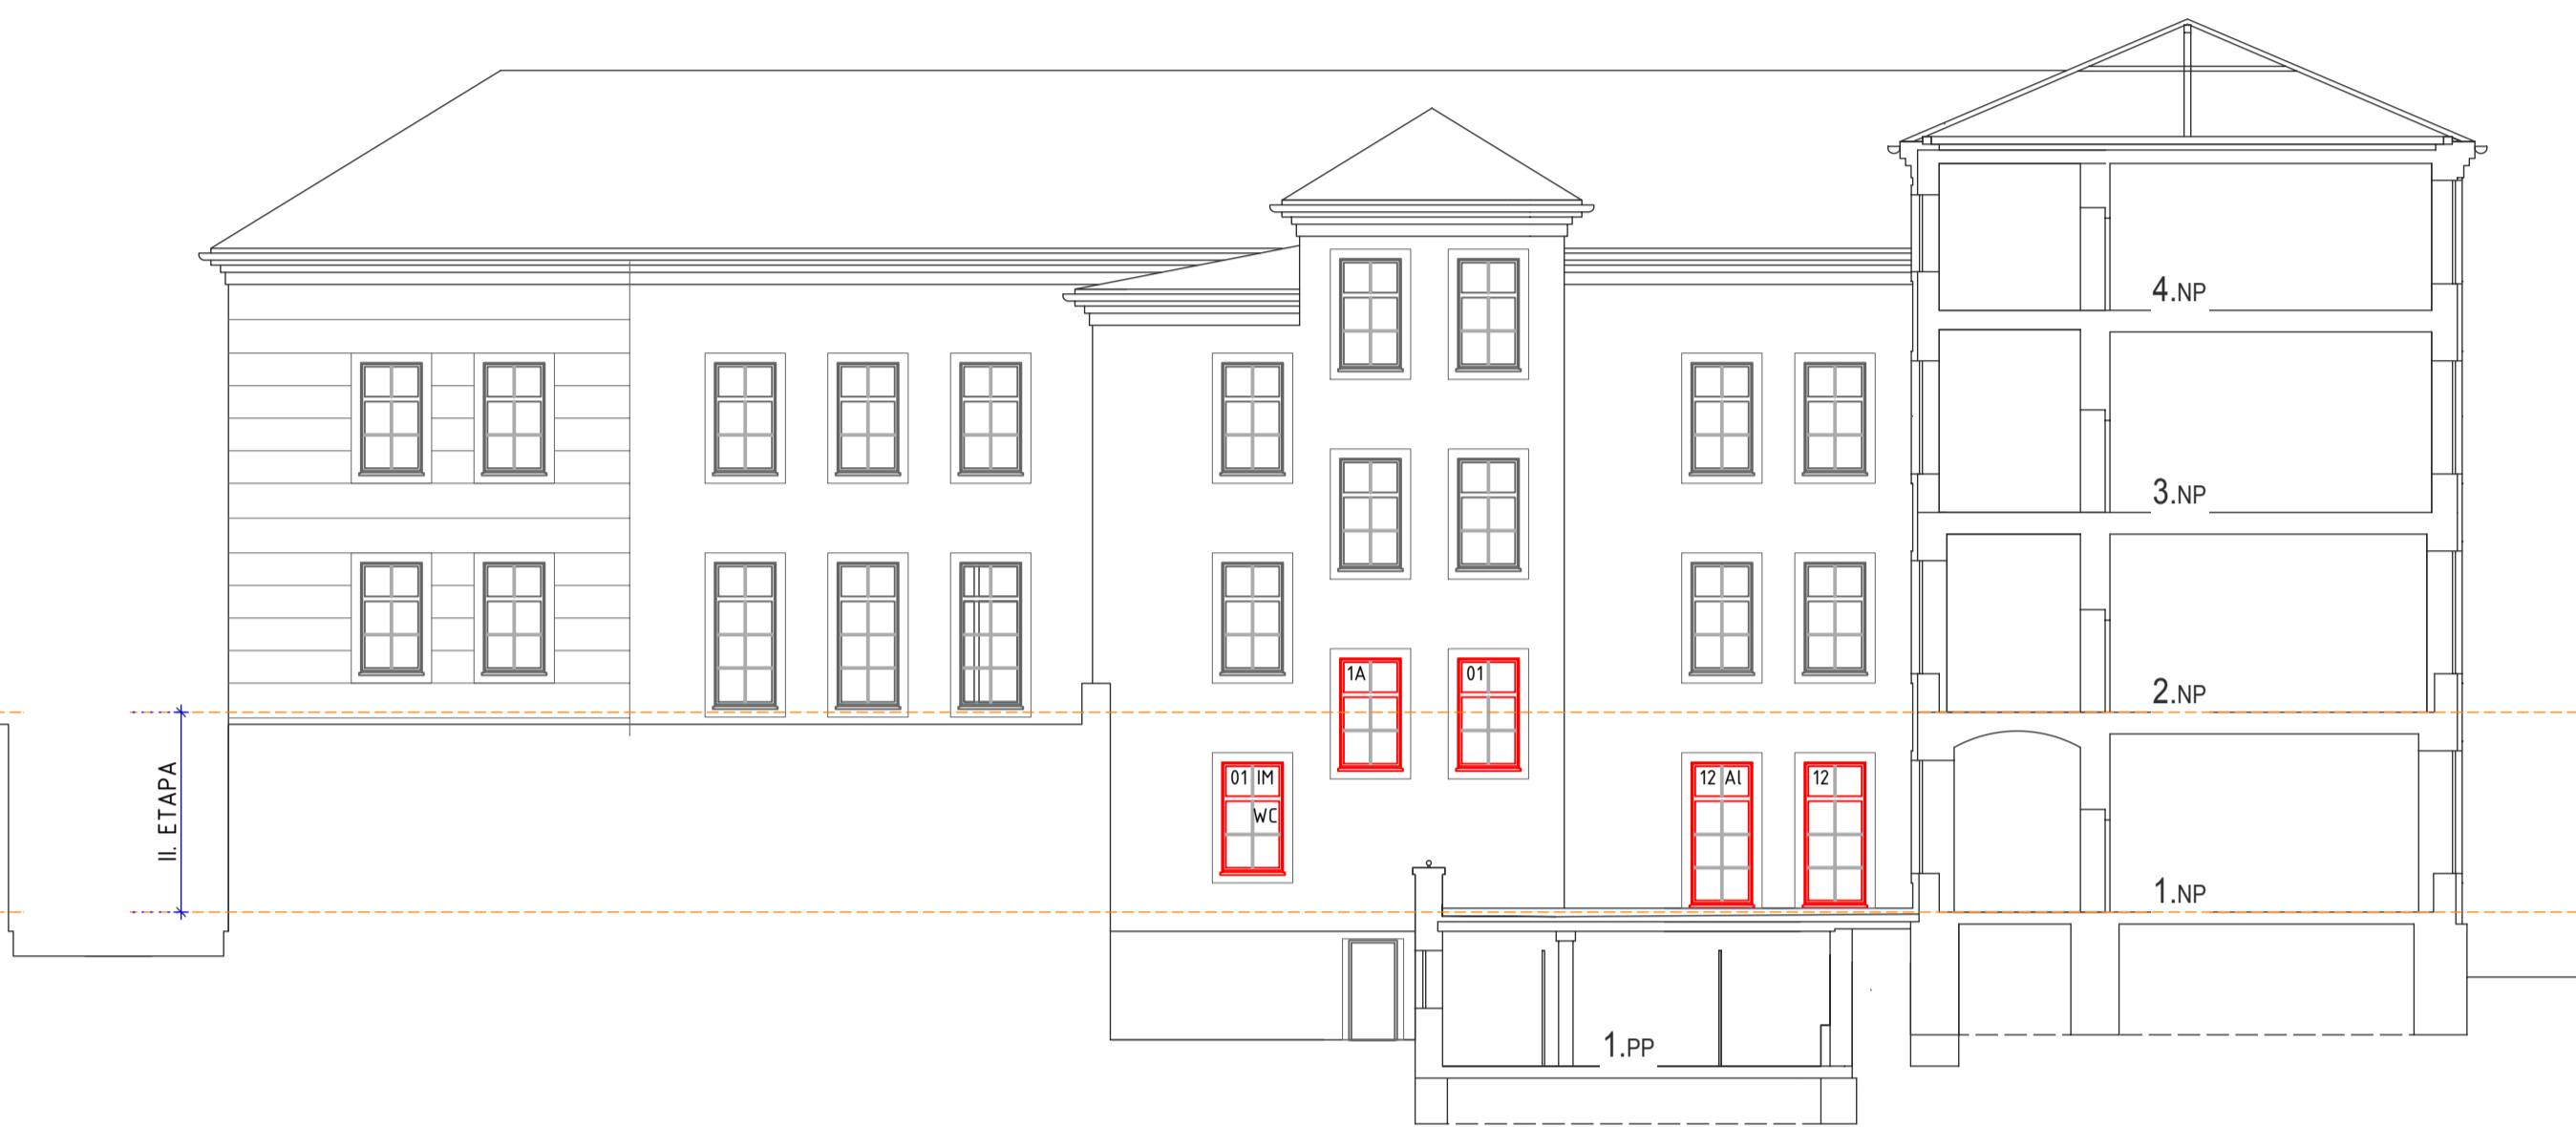 4.NP
3.NP
1A
01
2.NP
II. ETAPA
01 IM
WC
12 Al
12
1.NP
1.PP